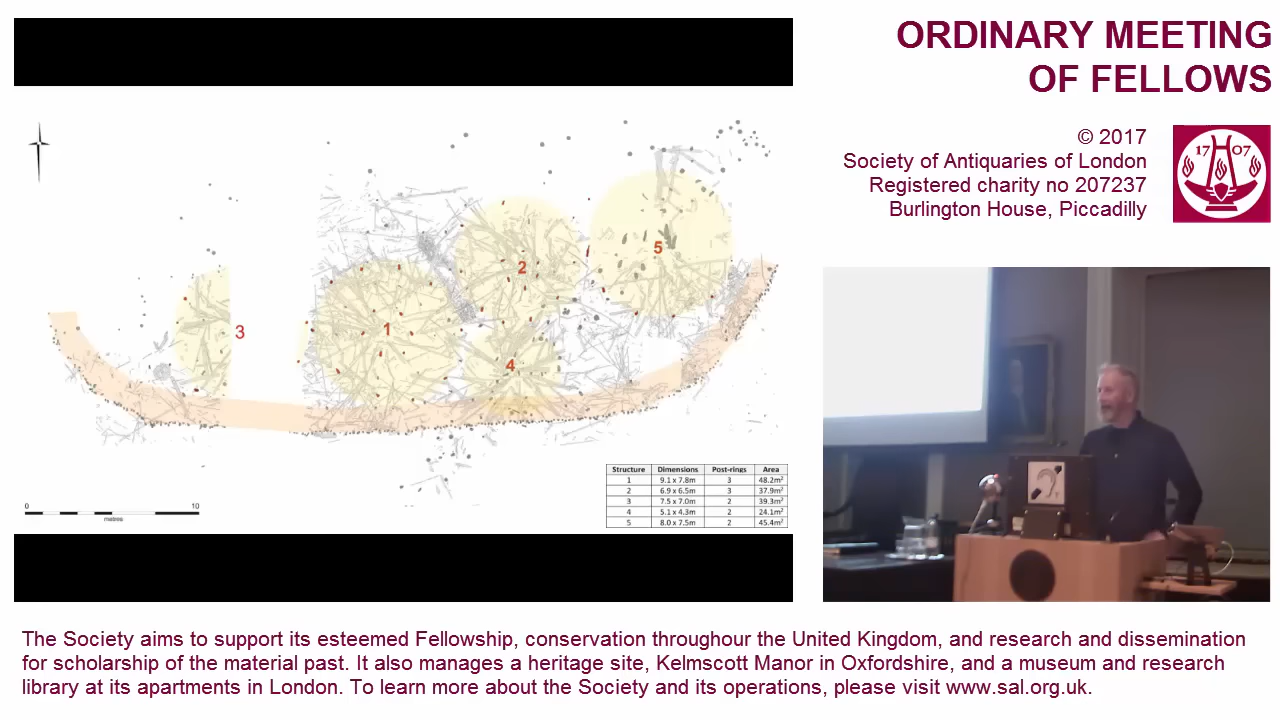 ORDINARY MEETING
OF FELLOWS
© 2017
Society of Antiquaries of London
Registered charity no 207237
Burlington House, Piccadilly
17 07
3
1
2
4
5
Structure Dimensions Post-rings Area
1 9.1 x 7.8m 3 48.2m²
2 6.9 x 6.5m 3 37.9m²
3 7.5 x 7.0m 2 39.3m²
4 5.1 x 4.3m 2 24.1m²
5 8.0 x 7.5m 2 45.4m²
0 10
metres
The Society aims to support its esteemed Fellowship, conservation throughour the United Kingdom, and research and dissemination
for scholarship of the material past. It also manages a heritage site, Kelmscott Manor in Oxfordshire, and a museum and research
library at its apartments in London. To learn more about the Society and its operations, please visit www.sal.org.uk.